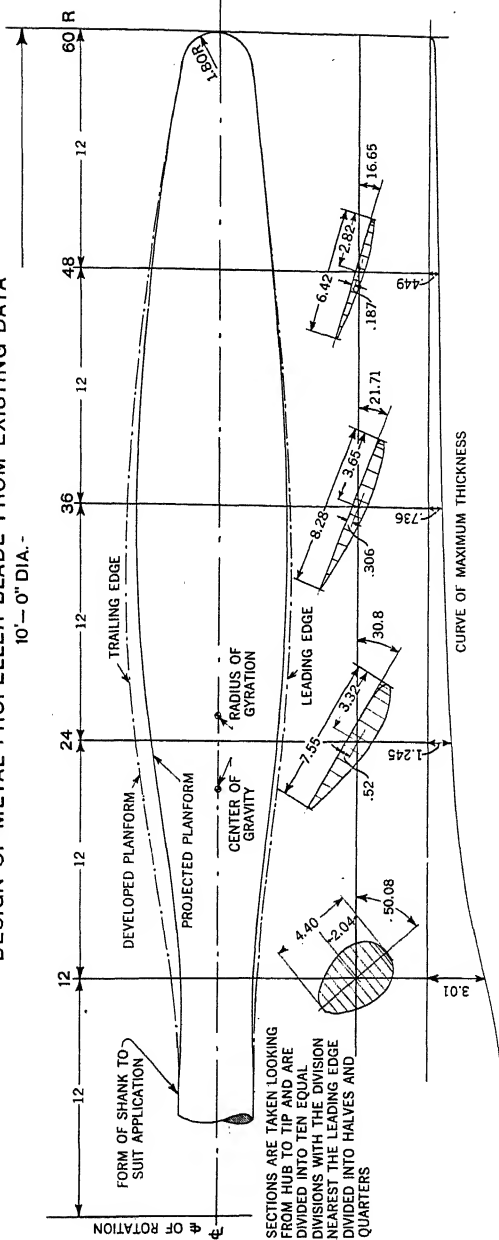 DESIGN OF METAL PROPELLER BLADE FROM EXISTING DATA
10'-0" DIA.-
12
12
12
12
12
12
24
36
48
60 R
1.80R
TRAILING EDGE
DEVELOPED PLANFORM
PROJECTED PLANFORM
FORM OF SHANK TO
SUIT APPLICATION
RADIUS OF
GYRATION
CENTER OF
GRAVITY
LEADING EDGE
℄ OF ROTATION
SECTIONS ARE TAKEN LOOKING
FROM HUB TO TIP AND ARE
DIVIDED INTO TEN EQUAL
DIVISIONS WITH THE DIVISION
NEAREST THE LEADING EDGE
DIVIDED INTO HALVES AND
QUARTERS
4.40
2.04
50.08
7.55
3.32
.52
30.8
8.28
3.65
.306
21.71
6.42
2.82
.187
16.65
3.01
1.245
.736
.449
CURVE OF MAXIMUM THICKNESS